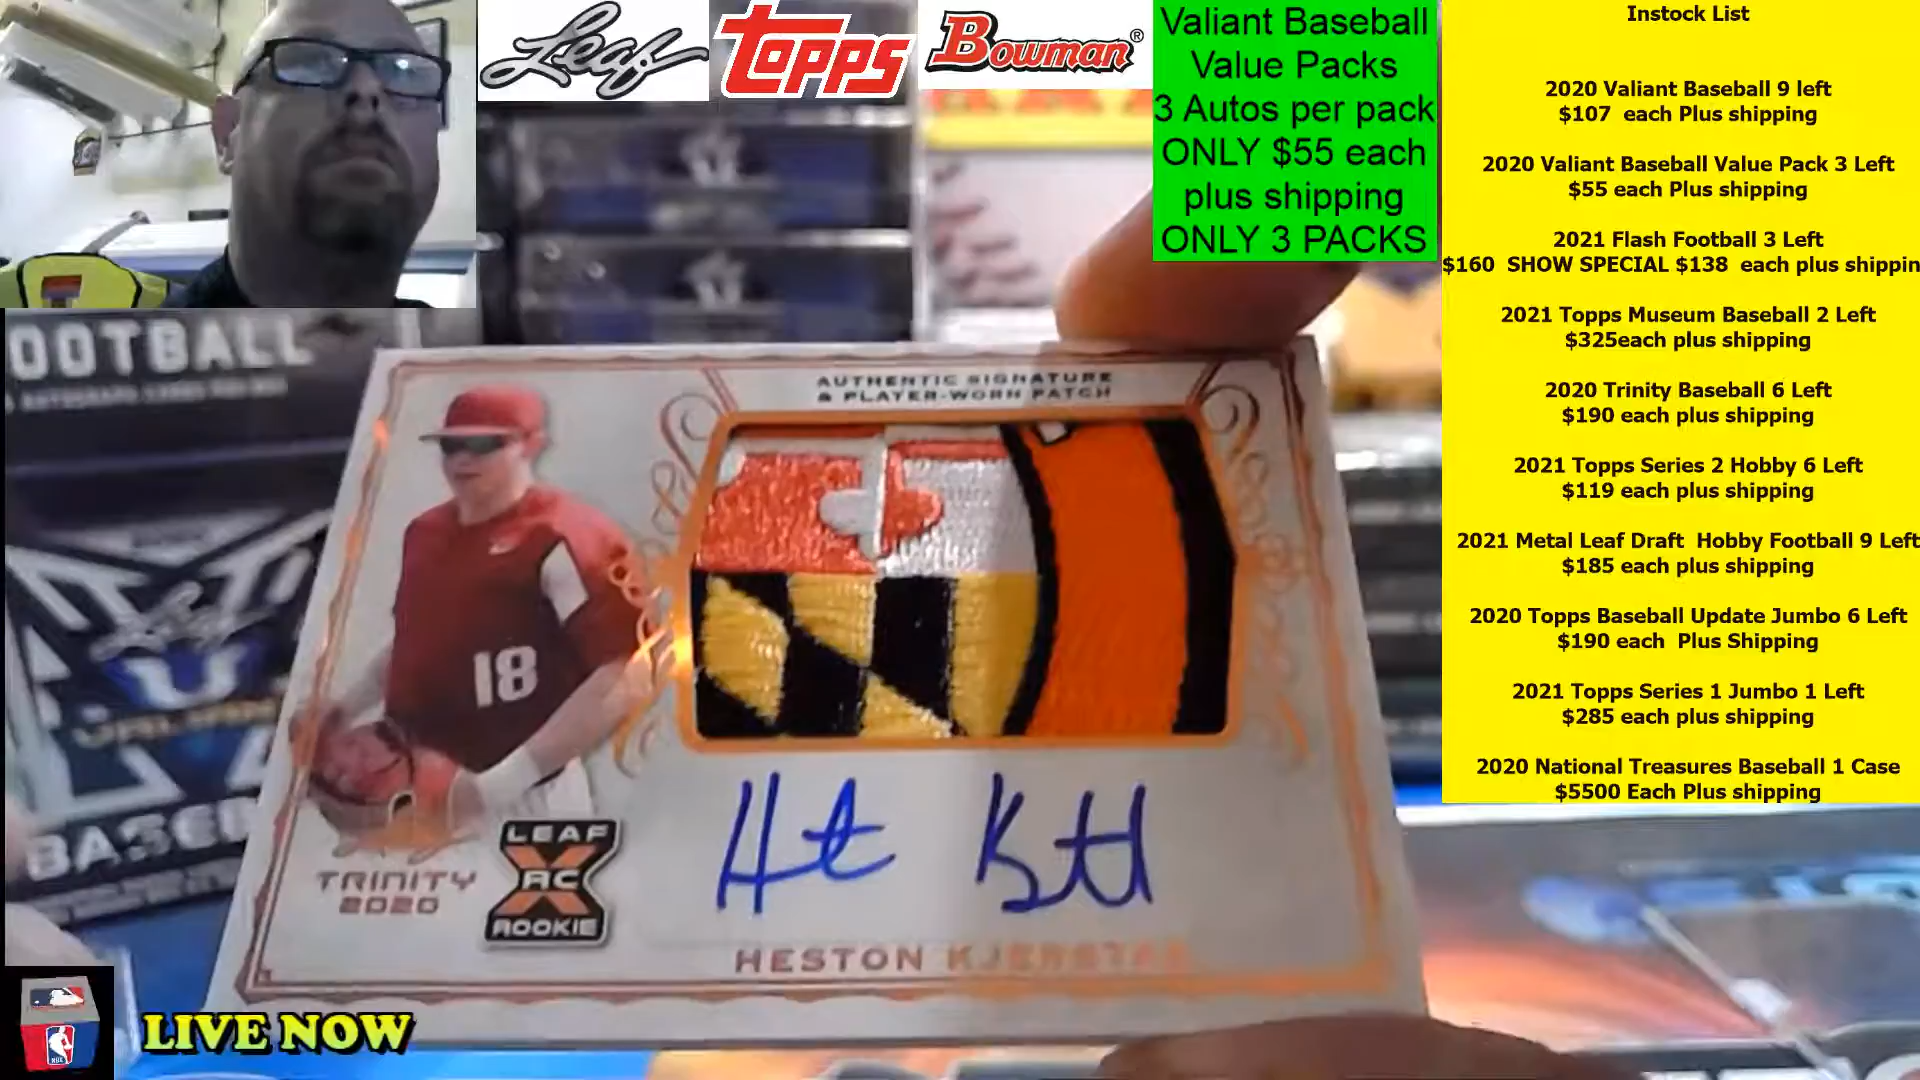 Leaf
topps
Bowman®
Valiant Baseball
Value Packs
3 Autos per pack
ONLY $55 each
plus shipping
ONLY 3 PACKS
Instock List
2020 Valiant Baseball 9 left
$107 each Plus shipping
2020 Valiant Baseball Value Pack 3 Left
$55 each Plus shipping
2021 Flash Football 3 Left
$160 SHOW SPECIAL $138 each plus shippin
2021 Topps Museum Baseball 2 Left
$325each plus shipping
2020 Trinity Baseball 6 Left
$190 each plus shipping
2021 Topps Series 2 Hobby 6 Left
$119 each plus shipping
2021 Metal Leaf Draft Hobby Football 9 Left
$185 each plus shipping
2020 Topps Baseball Update Jumbo 6 Left
$190 each Plus Shipping
2021 Topps Series 1 Jumbo 1 Left
$285 each plus shipping
2020 National Treasures Baseball 1 Case
$5500 Each Plus shipping
OOTBALL
AUTHENTIC SIGNATURE
& PLAYER-WORN PATCH
18
TRINITY
2020
LEAF
RC
ROOKIE
HESTON
Leaf
BASE
LIVE NOW
NBA